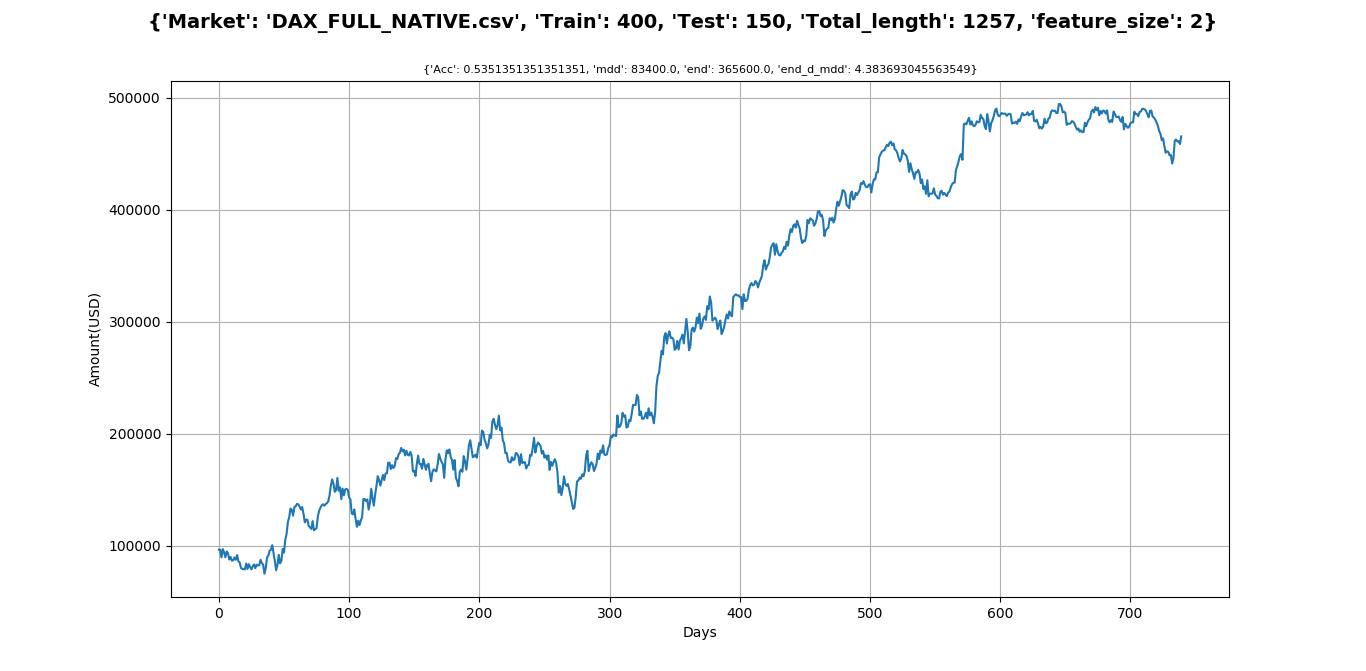 {'Market': 'DAX_FULL_NATIVE.csv', 'Train': 400, 'Test': 150, 'Total_length': 1257, 'feature_size': 2}
{'Acc': 0.5351351351351351, 'mdd': 83400.0, 'end': 365600.0, 'end_d_mdd': 4.383693045563549}
500000
400000
300000
200000
100000
Amount(USD)
0 100 200 300 400 500 600 700
Days